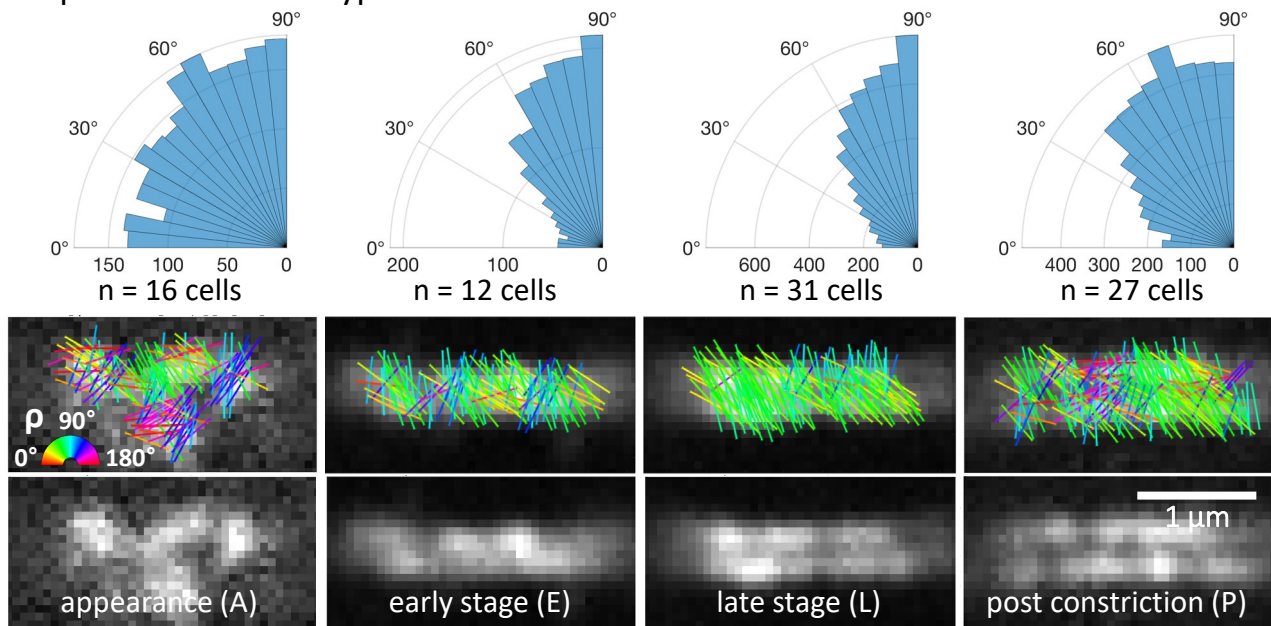 90° 90° 90° 90°
60° 60° 60° 60°
30° 30° 30° 30°
0° 0° 0° 0°
150 100 50 0 200 100 0 600 400 200 0 400 300 200 100 0
n = 16 cells n = 12 cells n = 31 cells n = 27 cells
ρ 90°
0° 180°
1 μm
appearance (A) early stage (E) late stage (L) post constriction (P)